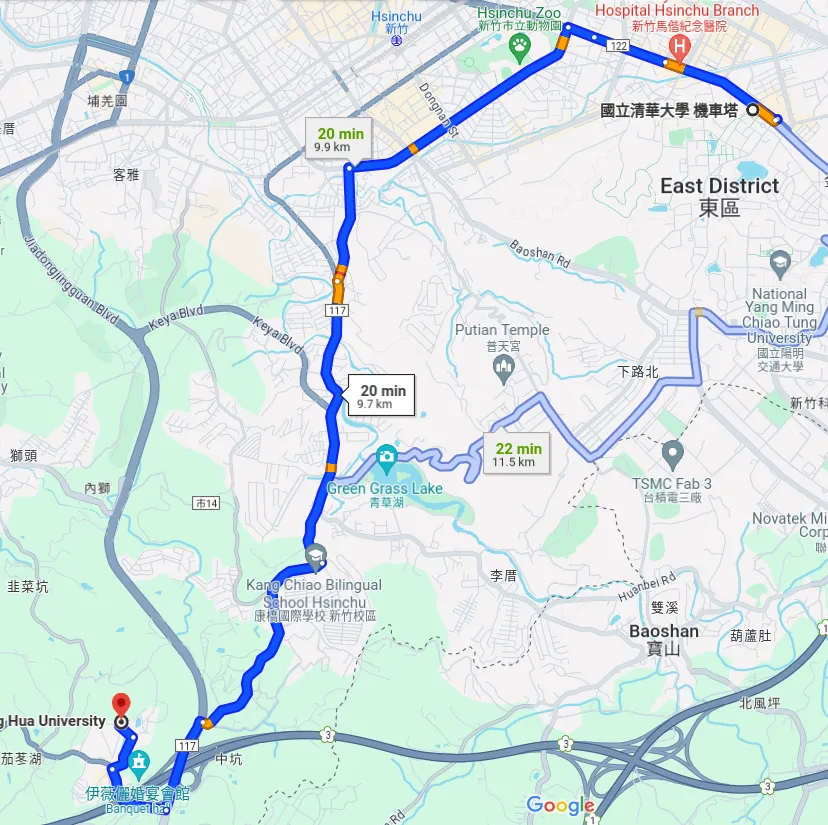 Hsinchu
新竹
Hsinchu Zoo
新竹市立動物園
Hospital Hsinchu Branch
新竹馬偕紀念醫院
122
1
埔羌園
Dongnan St
國立清華大學 機車塔
20 min
9.9 km
客雅
East District
東區
Baoshan Rd
Jiadongjingguan Blvd
Keya Blvd
Keya Blvd
117
National
Yang Ming
Chiao Tung
University
國立陽明
交通大學
Putian Temple
普天宮
下路北
20 min
9.7 km
新竹科
獅頭
內獅
22 min
11.5 km
TSMC Fab 3
台積電三廠
Green Grass Lake
青草湖
市14
Novatek Mi
Corp
聯
韭菜坑
李厝
Kang Chiao Bilingual
School Hsinchu
康橋國際學校 新竹校區
Huanbei Rd
雙溪
Baoshan
寶山
葫蘆肚
1
北風坪
g Hua University
117
3
3
3
茄苳湖
中坑
伊薇儷婚宴會館
Banquet ha
Rd
Google
1